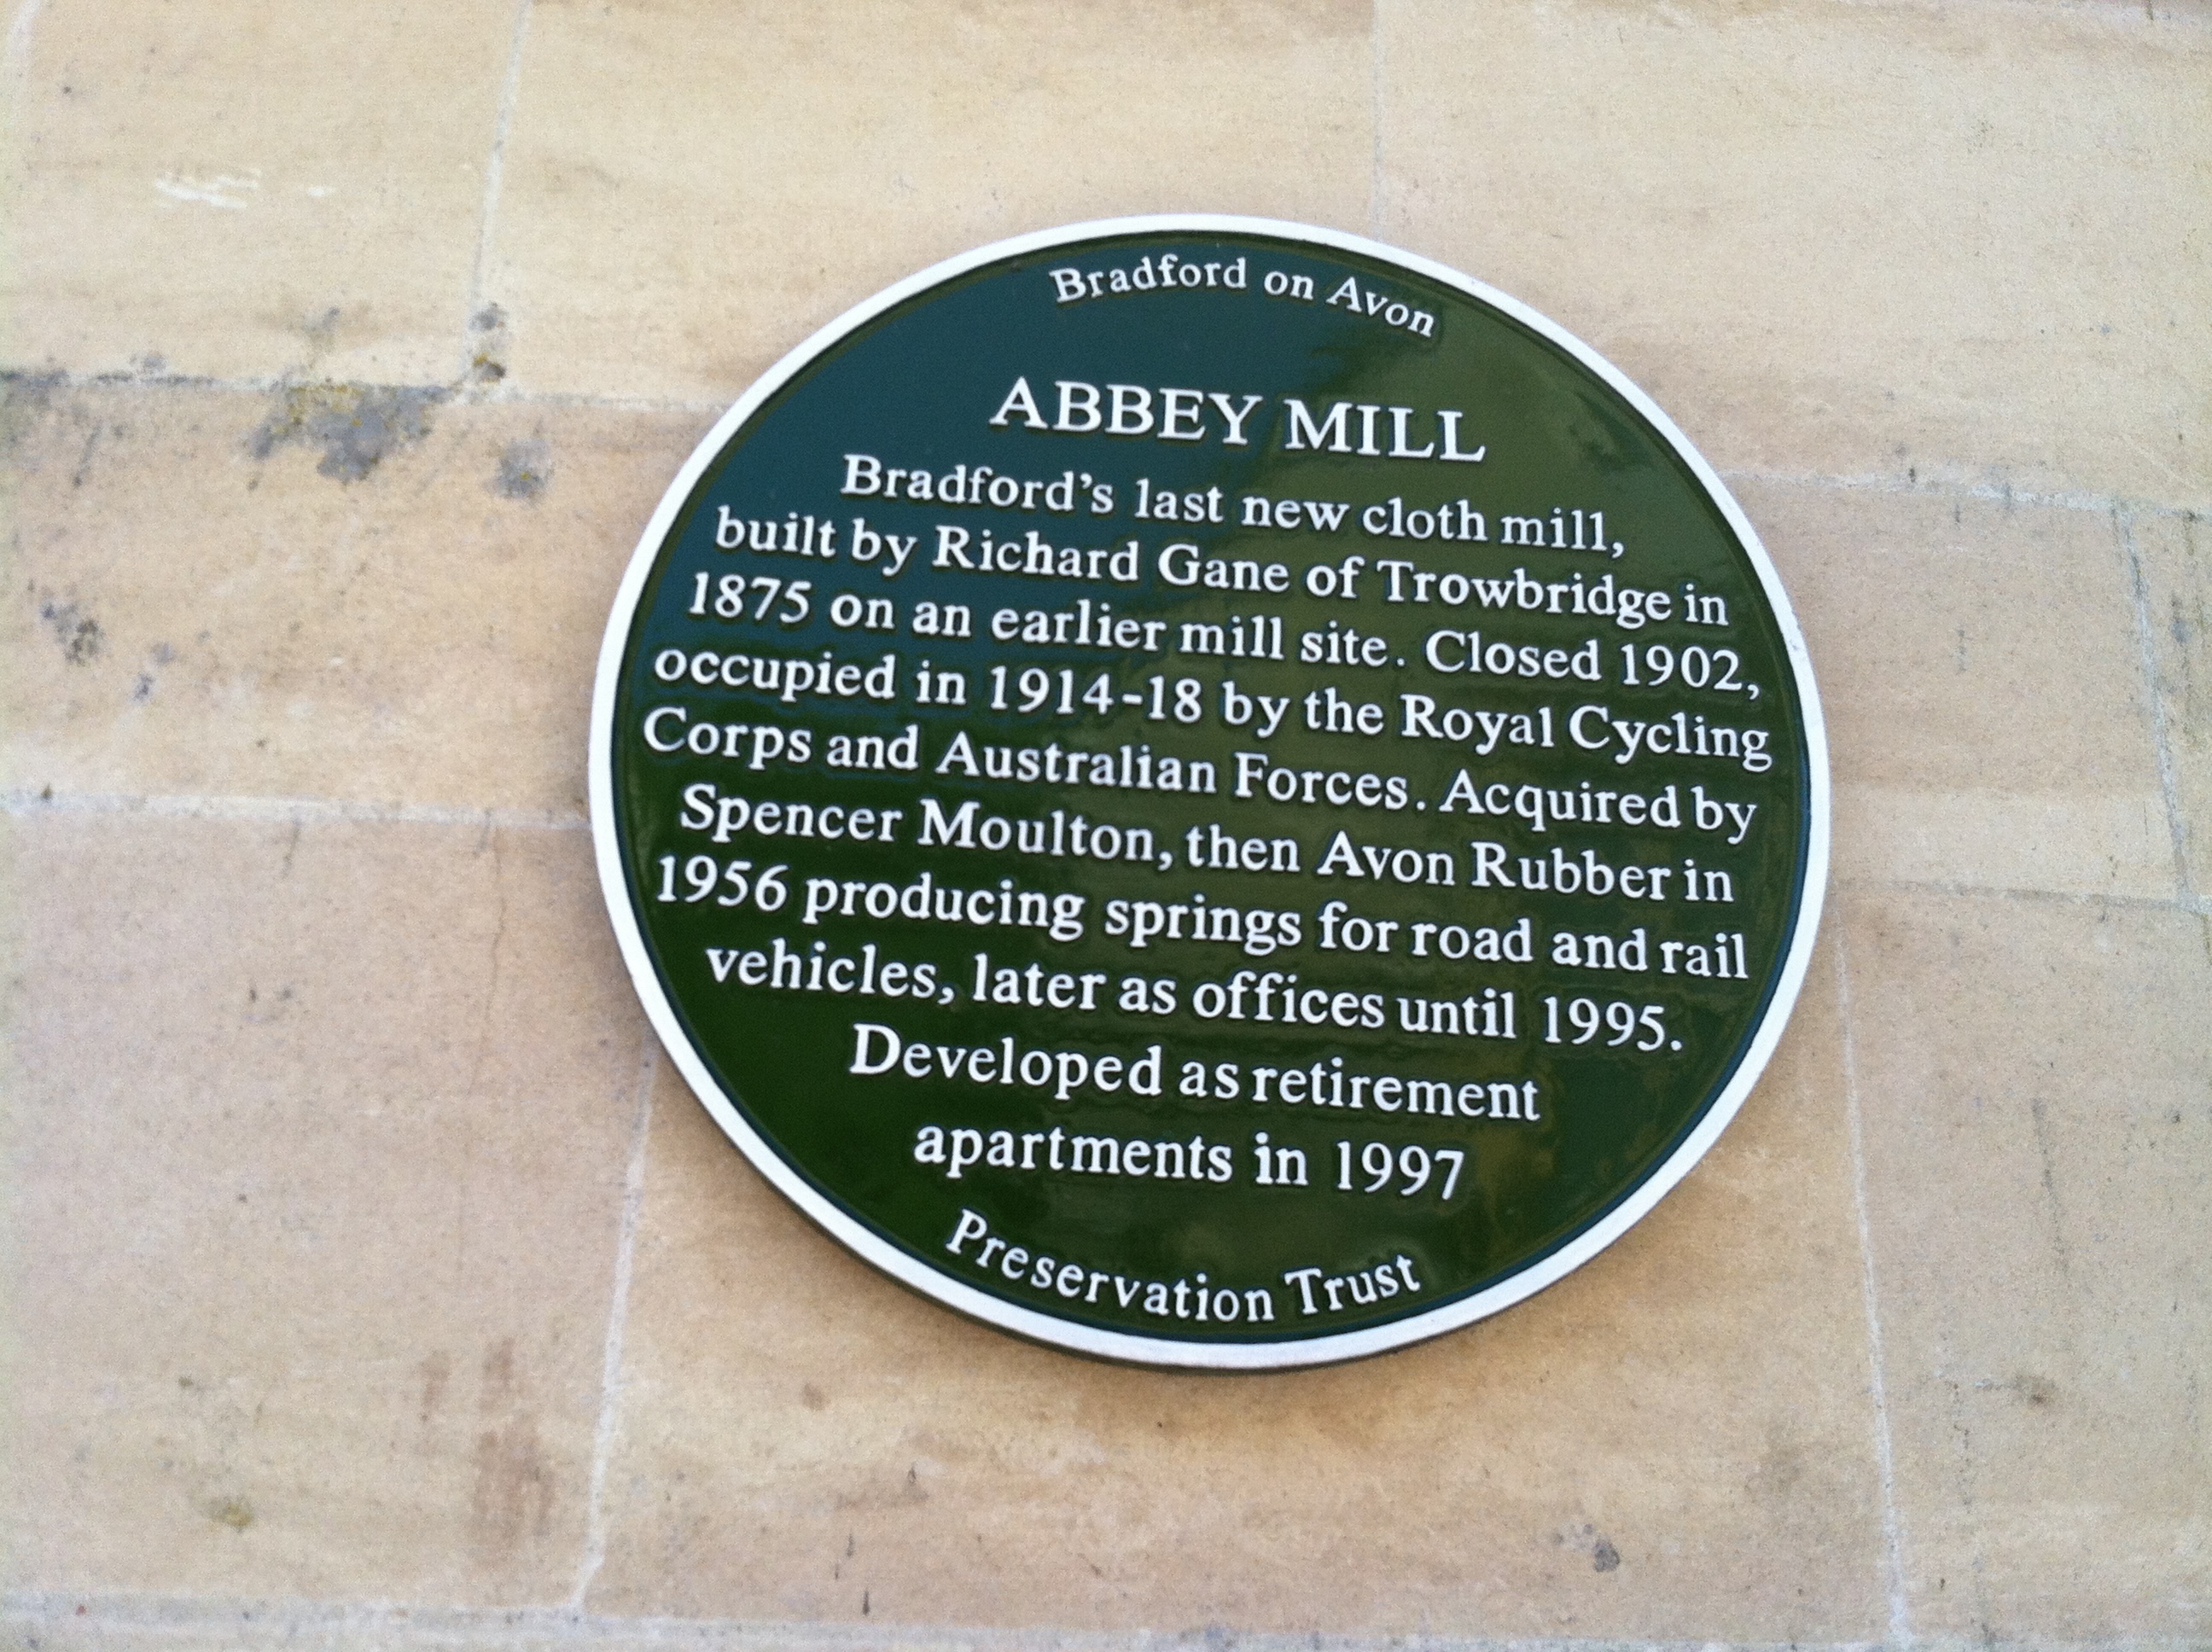 Bradford on Avon
ABBEY MILL
Bradford's last new cloth mill,
built by Richard Gane of Trowbridge in
1875 on an earlier mill site. Closed 1902,
occupied in 1914-18 by the Royal Cycling
Corps and Australian Forces. Acquired by
Spencer Moulton, then Avon Rubber in
1956 producing springs for road and rail
vehicles, later as offices until 1995.
Developed as retirement
apartments in 1997
Preservation Trust